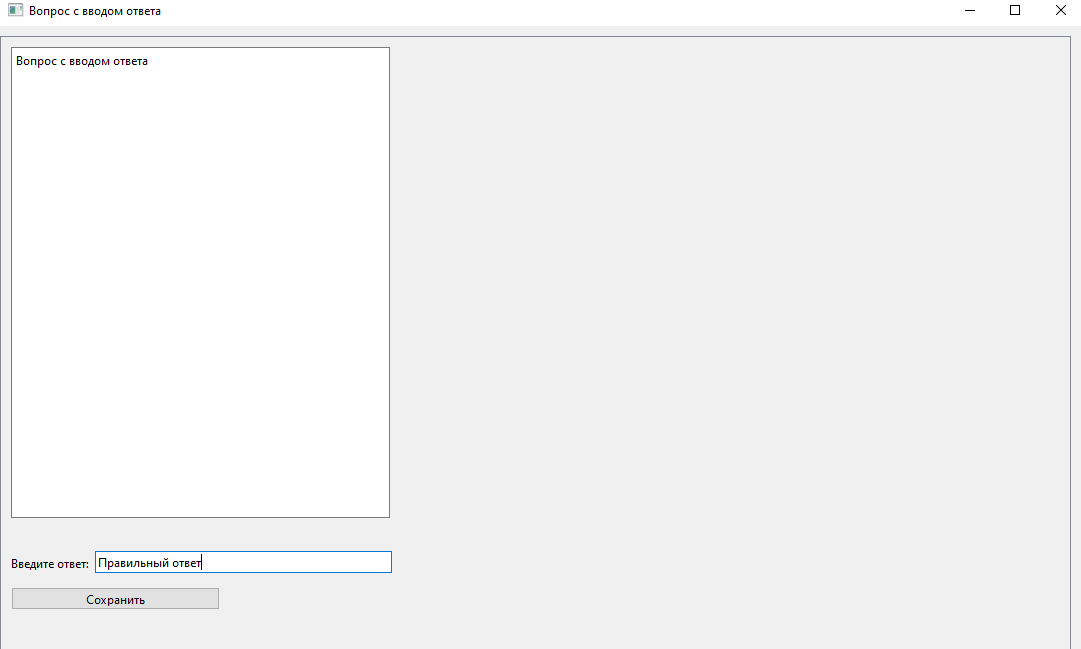 Вопрос с вводом ответа
Вопрос с вводом ответа
Введите ответ: Правильный ответ
Сохранить